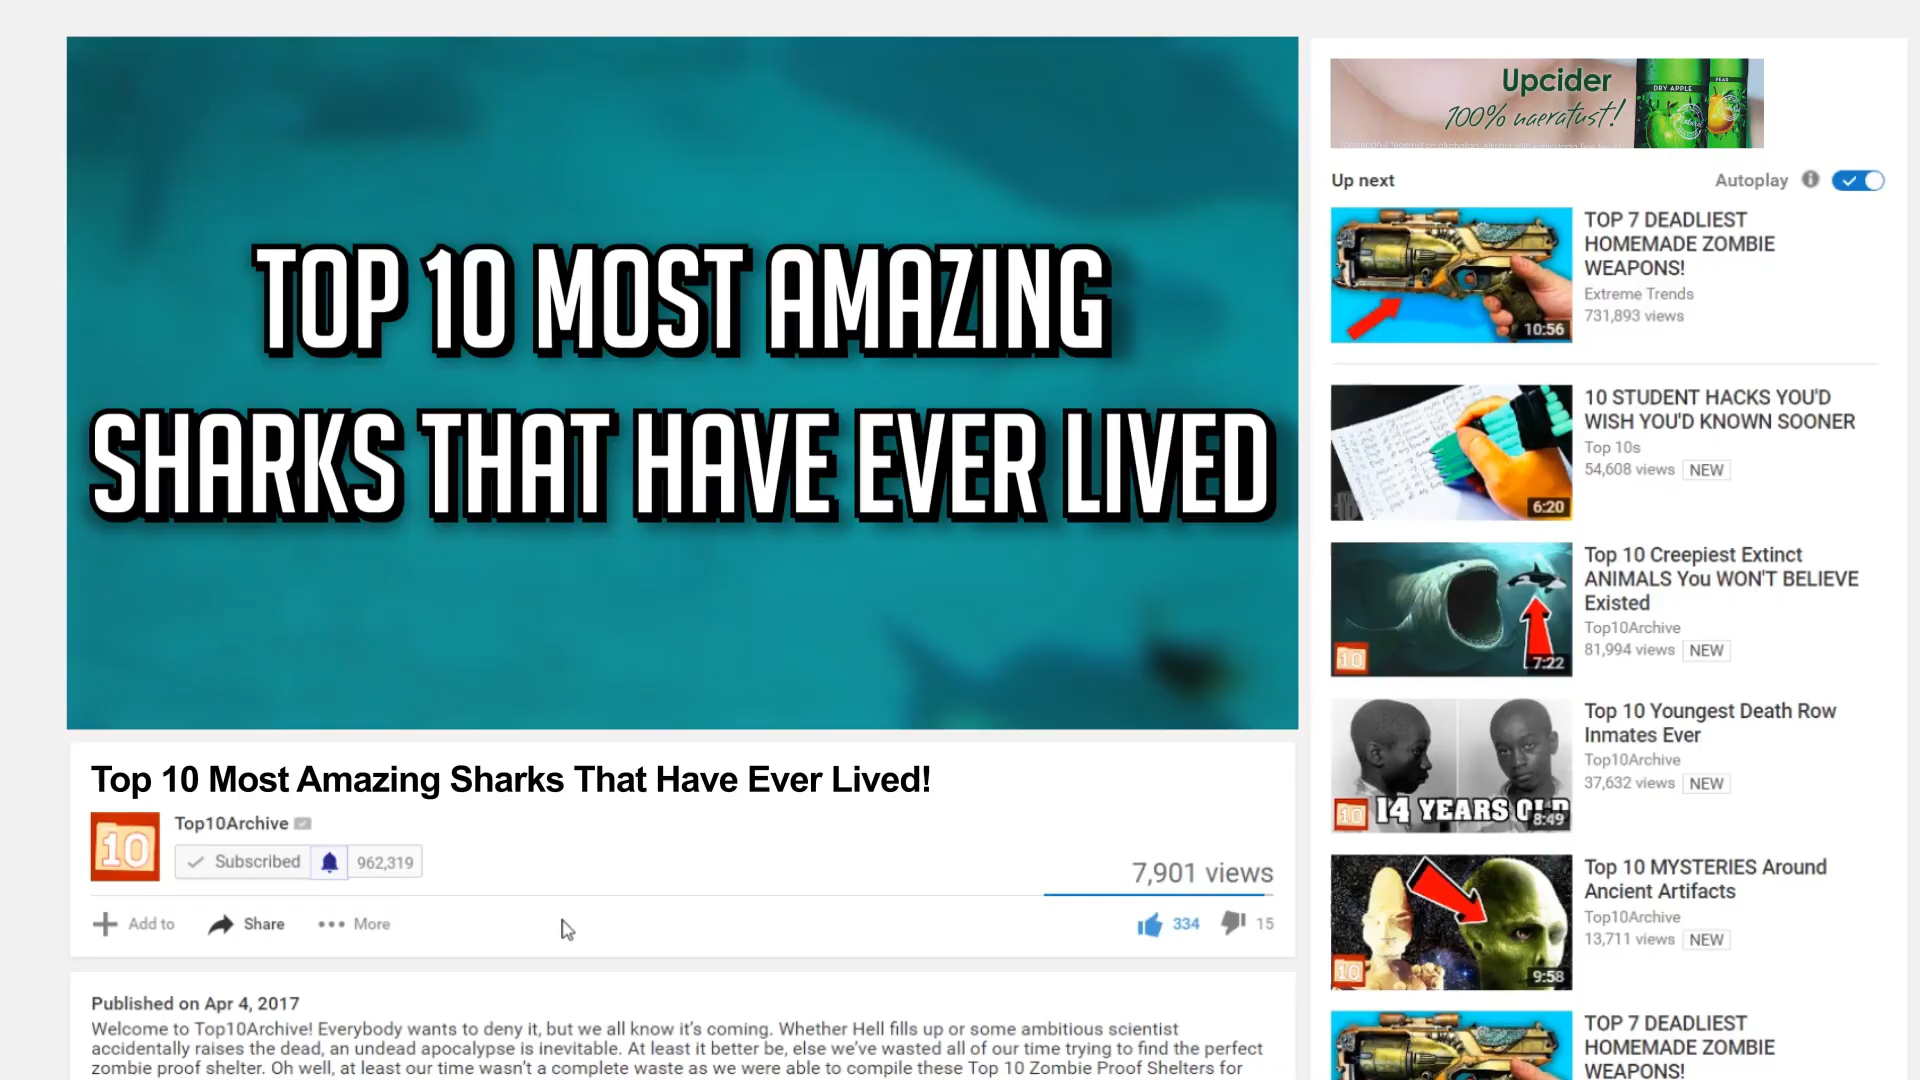 TOP 10 MOST AMAZING
SHARKS THAT HAVE EVER LIVED
Top 10 Most Amazing Sharks That Have Ever Lived!
10
Top10Archive
Subscribed
962,319
7,901 views
Add to
Share
More
334
15
Published on Apr 4, 2017
Welcome to Top10Archive! Everybody wants to deny it, but we all know it's coming. Whether Hell fills up or some ambitious scientist
accidentally raises the dead, an undead apocalypse is inevitable. At least it better be, else we've wasted all of our time trying to find the perfect
zombie proof shelter. Oh well, at least our time wasn't a complete waste as we were able to compile these Top 10 Zombie Proof Shelters for
Upcider
100% naeratust!
DRY APPLE
PEAR
Up next
Autoplay
10:56
TOP 7 DEADLIEST
HOMEMADE ZOMBIE
WEAPONS!
Extreme Trends
731,893 views
6:20
10 STUDENT HACKS YOU'D
WISH YOU'D KNOWN SOONER
Top 10s
54,608 views NEW
10
7:22
Top 10 Creepiest Extinct
ANIMALS You WON'T BELIEVE
Existed
Top10Archive
81,994 views NEW
10
14 YEARS OLD
8:49
Top 10 Youngest Death Row
Inmates Ever
Top10Archive
37,632 views NEW
10
9:58
Top 10 MYSTERIES Around
Ancient Artifacts
Top10Archive
13,711 views NEW
TOP 7 DEADLIEST
HOMEMADE ZOMBIE
WEAPONS!